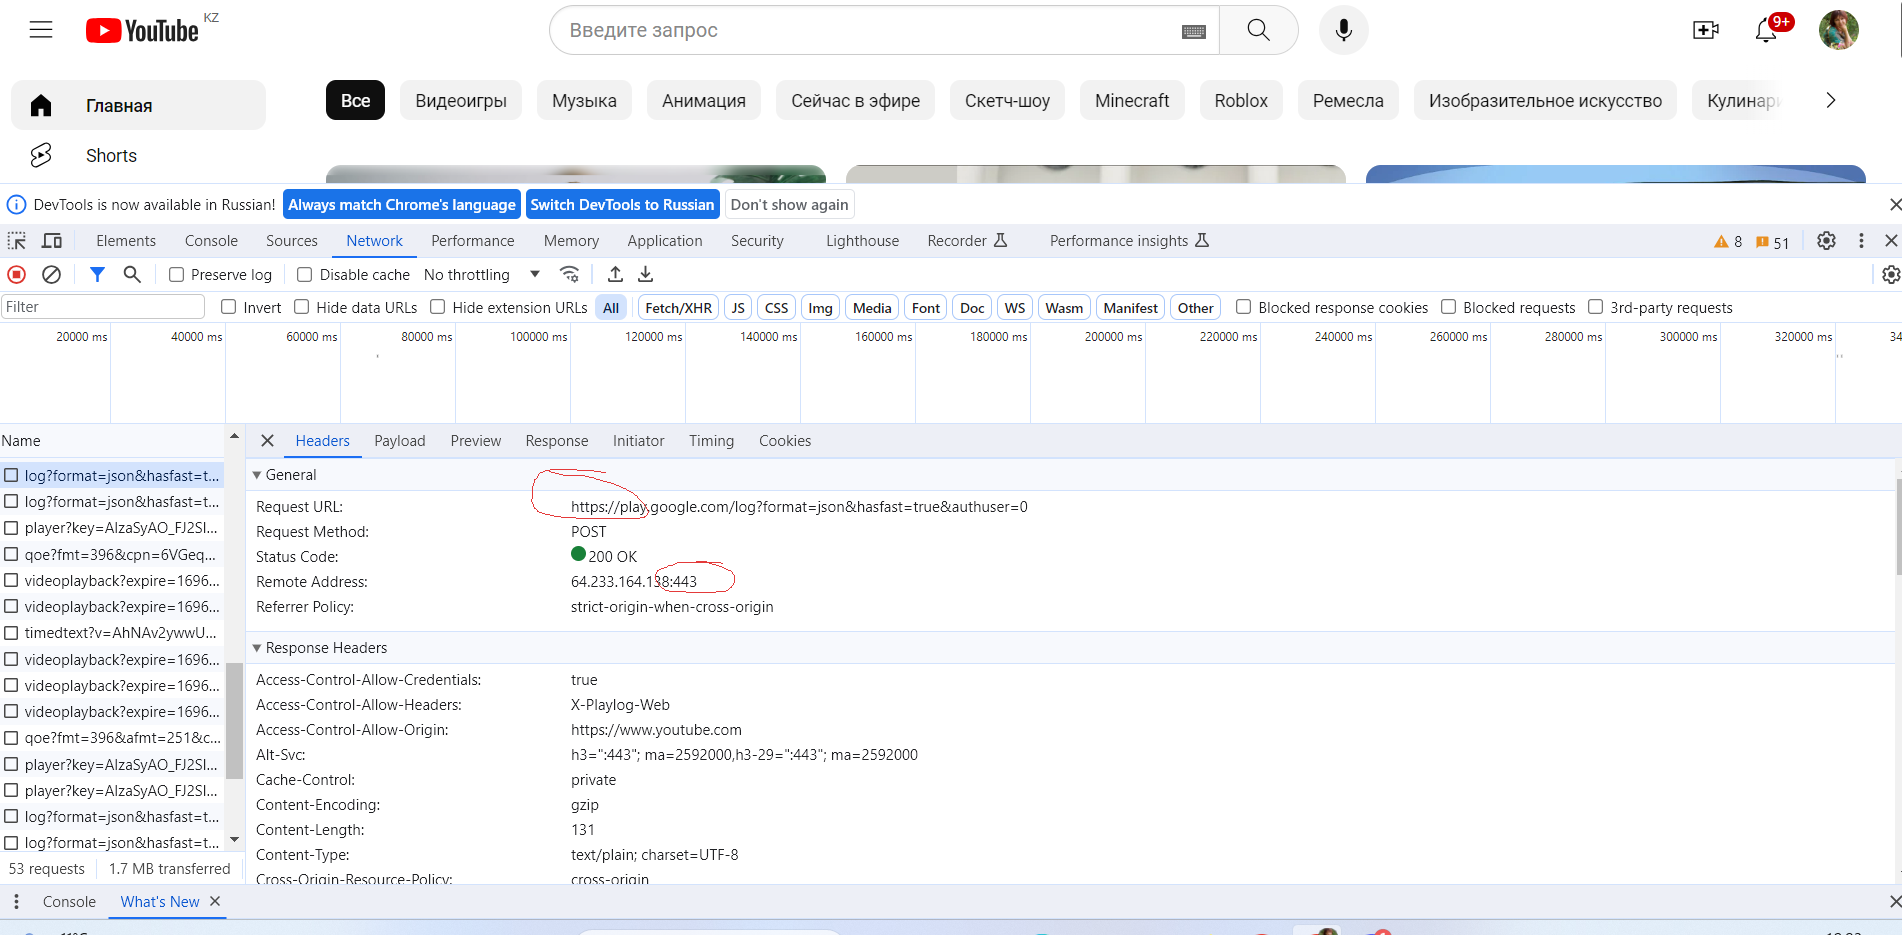 YouTube KZ
Введите запрос
9+
Главная
Все Видеоигры Музыка Анимация Сейчас в эфире Скетч-шоу Minecraft Roblox Ремесла Изобразительное искусство Кулинари
Shorts
DevTools is now available in Russian! Always match Chrome's language Switch DevTools to Russian Don't show again
Elements Console Sources Network Performance Memory Application Security Lighthouse Recorder Performance insights 8 51
Preserve log Disable cache No throttling
Filter Invert Hide data URLs Hide extension URLs All Fetch/XHR JS CSS Img Media Font Doc WS Wasm Manifest Other Blocked response cookies Blocked requests 3rd-party requests
20000 ms 40000 ms 60000 ms 80000 ms 100000 ms 120000 ms 140000 ms 160000 ms 180000 ms 200000 ms 220000 ms 240000 ms 260000 ms 280000 ms 300000 ms 320000 ms 34
Name
log?format=json&hasfast=t...
log?format=json&hasfast=t...
player?key=AIzaSyAO_FJ2SI...
qoe?fmt=396&cpn=6VGeq...
videoplayback?expire=1696...
videoplayback?expire=1696...
timedtext?v=AhNAv2ywwU...
videoplayback?expire=1696...
videoplayback?expire=1696...
videoplayback?expire=1696...
qoe?fmt=396&afmt=251&c...
player?key=AIzaSyAO_FJ2SI...
player?key=AIzaSyAO_FJ2SI...
log?format=json&hasfast=t...
log?format=json&hasfast=t...
53 requests 1.7 MB transferred
Headers Payload Preview Response Initiator Timing Cookies
General
Request URL: https://play.google.com/log?format=json&hasfast=true&authuser=0
Request Method: POST
Status Code: 200 OK
Remote Address: 64.233.164.138:443
Referrer Policy: strict-origin-when-cross-origin
Response Headers
Access-Control-Allow-Credentials: true
Access-Control-Allow-Headers: X-Playlog-Web
Access-Control-Allow-Origin: https://www.youtube.com
Alt-Svc: h3=":443"; ma=2592000,h3-29=":443"; ma=2592000
Cache-Control: private
Content-Encoding: gzip
Content-Length: 131
Content-Type: text/plain; charset=UTF-8
Cross-Origin-Resource-Policy: cross-origin
Console What's New